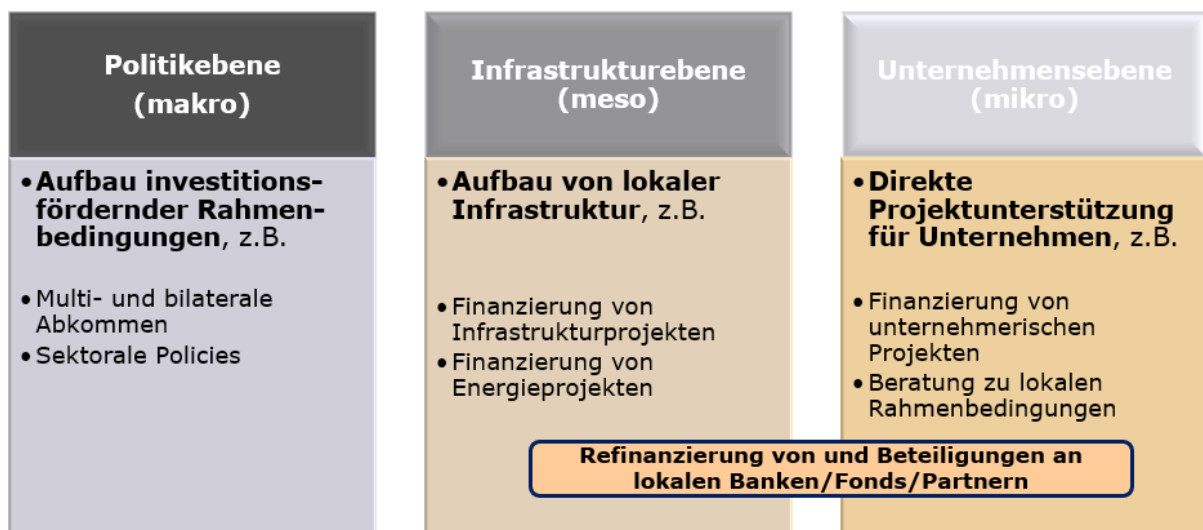 Politikebene
(makro)
• Aufbau investitions-
fördernder Rahmen-
bedingungen, z.B.
• Multi- und bilaterale
Abkommen
• Sektorale Policies
Infrastrukturebene
(meso)
• Aufbau von lokaler
Infrastruktur, z.B.
• Finanzierung von
Infrastrukturprojekten
• Finanzierung von
Energieprojekten
Unternehmensebene
(mikro)
• Direkte
Projektunterstützung
für Unternehmen, z.B.
• Finanzierung von
unternehmerischen
Projekten
• Beratung zu lokalen
Rahmenbedingungen
Refinanzierung von und Beteiligungen an
lokalen Banken/Fonds/Partnern